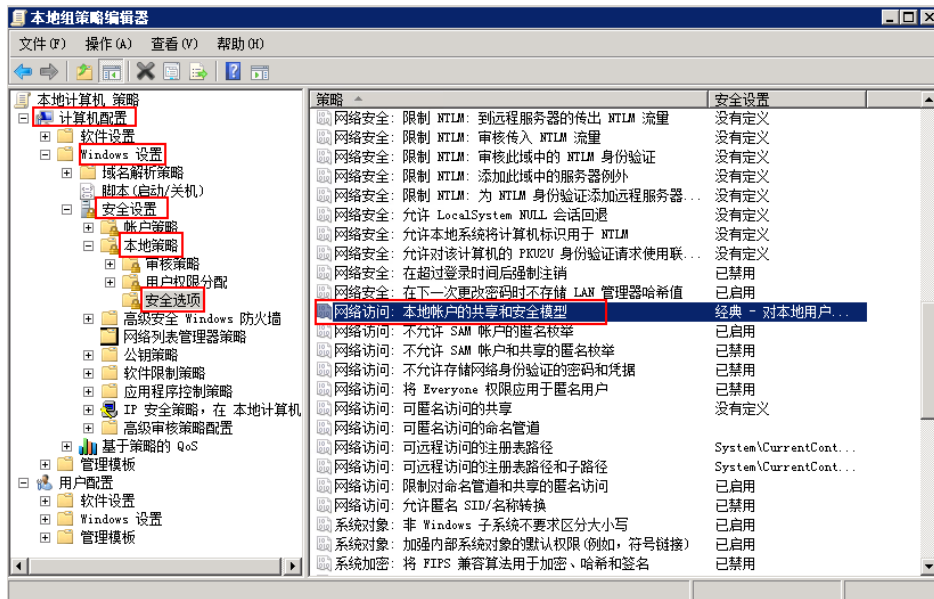 本地组策略编辑器
文件(F) 操作(A) 查看(V) 帮助(H)
本地计算机 策略
计算机配置
软件设置
Windows 设置
域名解析策略
脚本(启动/关机)
安全设置
帐户策略
本地策略
审核策略
用户权限分配
安全选项
高级安全 Windows 防火墙
网络列表管理器策略
公钥策略
软件限制策略
应用程序控制策略
IP 安全策略，在 本地计算机
高级审核策略配置
基于策略的 QoS
管理模板
用户配置
软件设置
Windows 设置
管理模板
策略 安全设置
网络安全: 限制 NTLM: 到远程服务器的传出 NTLM 流量 没有定义
网络安全: 限制 NTLM: 审核传入 NTLM 流量 没有定义
网络安全: 限制 NTLM: 审核此域中的 NTLM 身份验证 没有定义
网络安全: 限制 NTLM: 添加此域中的服务器例外 没有定义
网络安全: 限制 NTLM: 为 NTLM 身份验证添加远程服务器... 没有定义
网络安全: 允许 LocalSystem NULL 会话回退 没有定义
网络安全: 允许本地系统将计算机标识用于 NTLM 没有定义
网络安全: 允许对该计算机的 PKU2U 身份验证请求使用联... 没有定义
网络安全: 在超过登录时间后强制注销 已禁用
网络安全: 在下一次更改密码时不存储 LAN 管理器哈希值 已启用
网络访问: 本地帐户的共享和安全模型 经典 - 对本地用户...
网络访问: 不允许 SAM 帐户的匿名枚举 已启用
网络访问: 不允许 SAM 帐户和共享的匿名枚举 已禁用
网络访问: 不允许存储网络身份验证的密码和凭据 已禁用
网络访问: 将 Everyone 权限应用于匿名用户 已禁用
网络访问: 可匿名访问的共享 没有定义
网络访问: 可匿名访问的命名管道
网络访问: 可远程访问的注册表路径 System\CurrentCont...
网络访问: 可远程访问的注册表路径和子路径 System\CurrentCont...
网络访问: 限制对命名管道和共享的匿名访问 已启用
网络访问: 允许匿名 SID/名称转换 已禁用
系统对象: 非 Windows 子系统不要求区分大小写 已启用
系统对象: 加强内部系统对象的默认权限(例如，符号链接) 已启用
系统加密: 将 FIPS 兼容算法用于加密、哈希和签名 已禁用